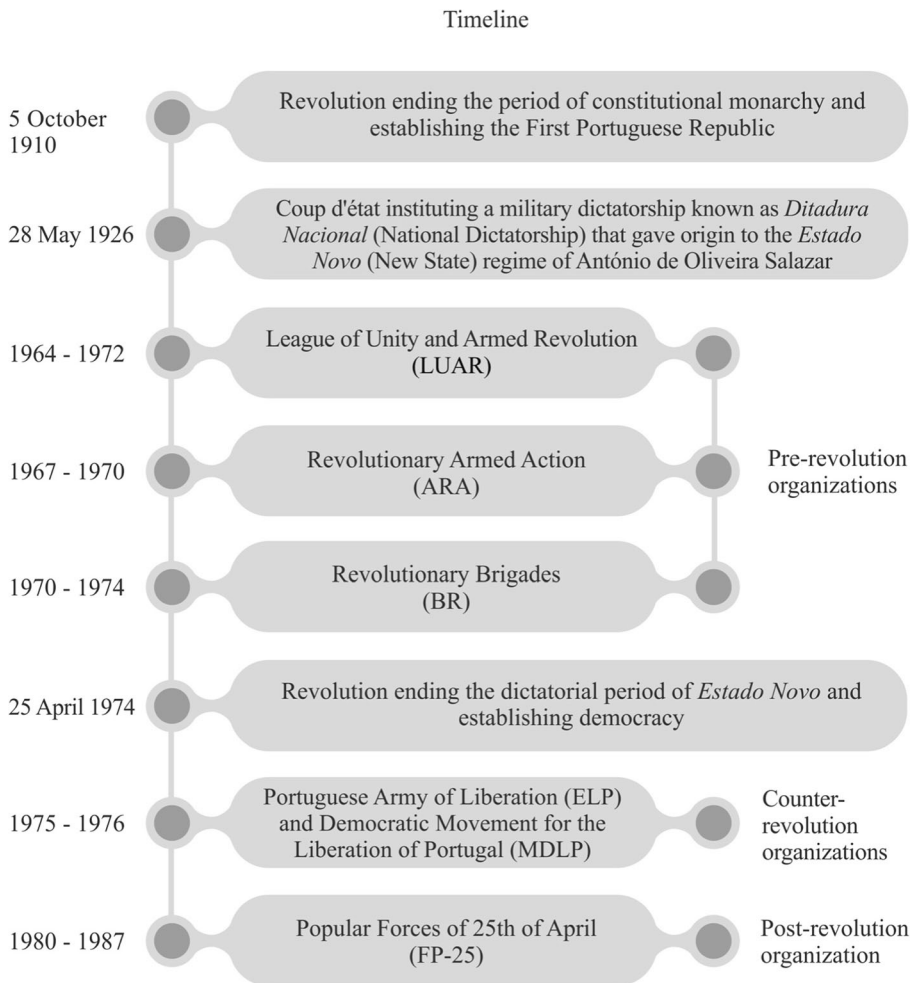 Timeline
5 October
1910
Revolution ending the period of constitutional monarchy and
establishing the First Portuguese Republic
28 May 1926
Coup d'état instituting a military dictatorship known as Ditadura
Nacional (National Dictatorship) that gave origin to the Estado
Novo (New State) regime of António de Oliveira Salazar
1964 - 1972
League of Unity and Armed Revolution
(LUAR)
1967 - 1970
Revolutionary Armed Action
(ARA)
Pre-revolution
organizations
1970 - 1974
Revolutionary Brigades
(BR)
25 April 1974
Revolution ending the dictatorial period of Estado Novo and
establishing democracy
1975 - 1976
Portuguese Army of Liberation (ELP)
and Democratic Movement for the
Liberation of Portugal (MDLP)
Counter-
revolution
organizations
1980 - 1987
Popular Forces of 25th of April
(FP-25)
Post-revolution
organization